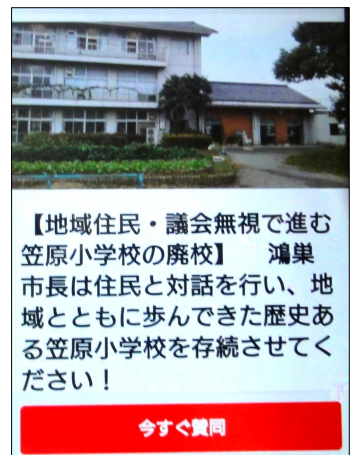 【地域住民・議会無視で進む
笠原小学校の廃校】　鴻巣
市長は住民と対話を行い、地
域とともに歩んできた歴史あ
る笠原小学校を存続させてく
ださい！
今すぐ賛同